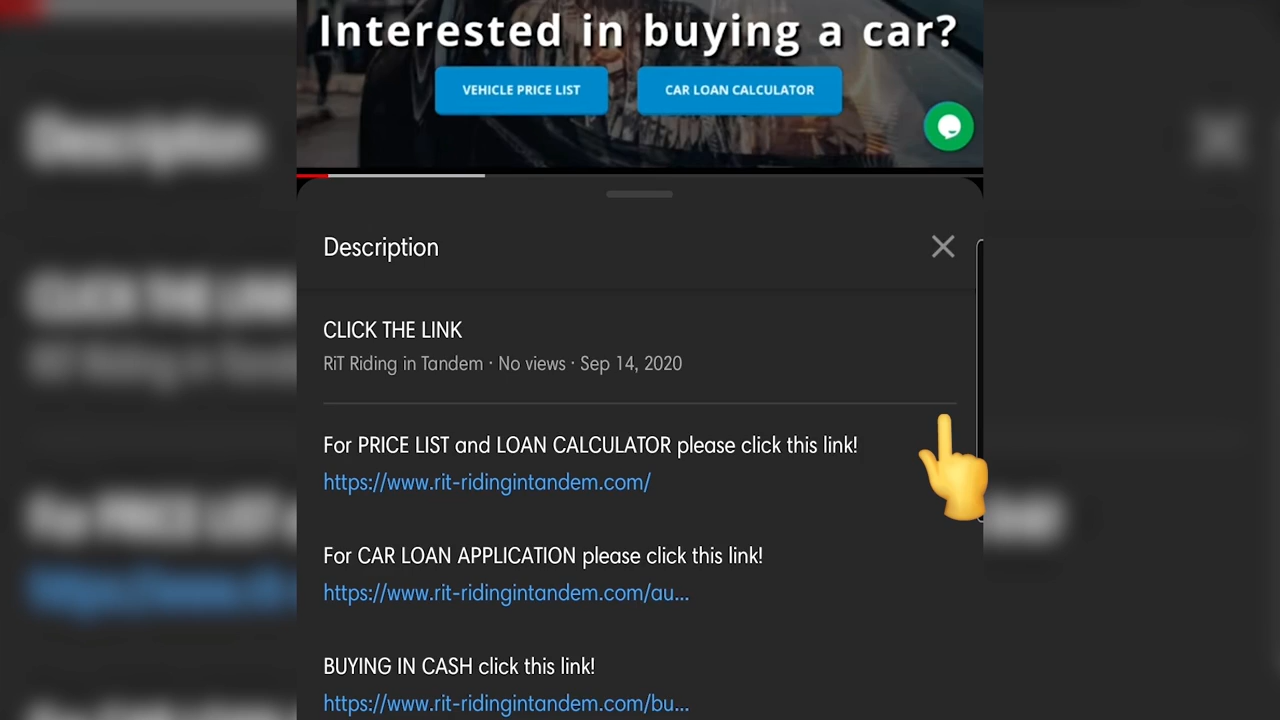 Interested in buying a car?
VEHICLE PRICE LIST
CAR LOAN CALCULATOR
Description
CLICK THE LINK
RiT Riding in Tandem · No views · Sep 14, 2020
For PRICE LIST and LOAN CALCULATOR please click this link!
https://www.rit-ridingintandem.com/
For CAR LOAN APPLICATION please click this link!
https://www.rit-ridingintandem.com/au...
BUYING IN CASH click this link!
https://www.rit-ridingintandem.com/bu...